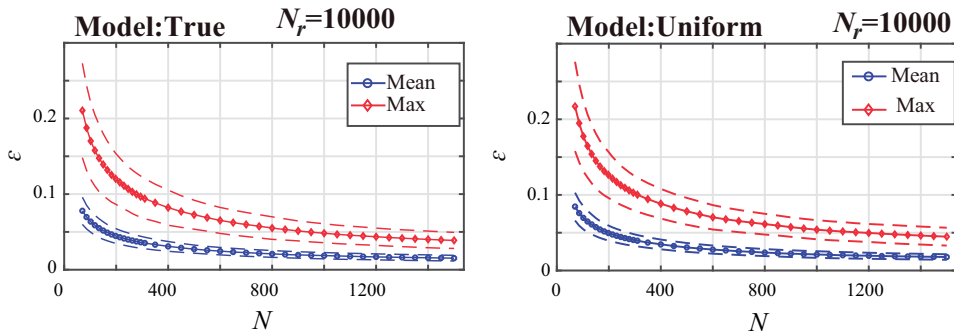 Model:True N_r=10000
Mean
Max
0.2
0.1
0
ε
0 400 800 1200
N
Model:Uniform N_r=10000
Mean
Max
0.2
0.1
0
ε
0 400 800 1200
N